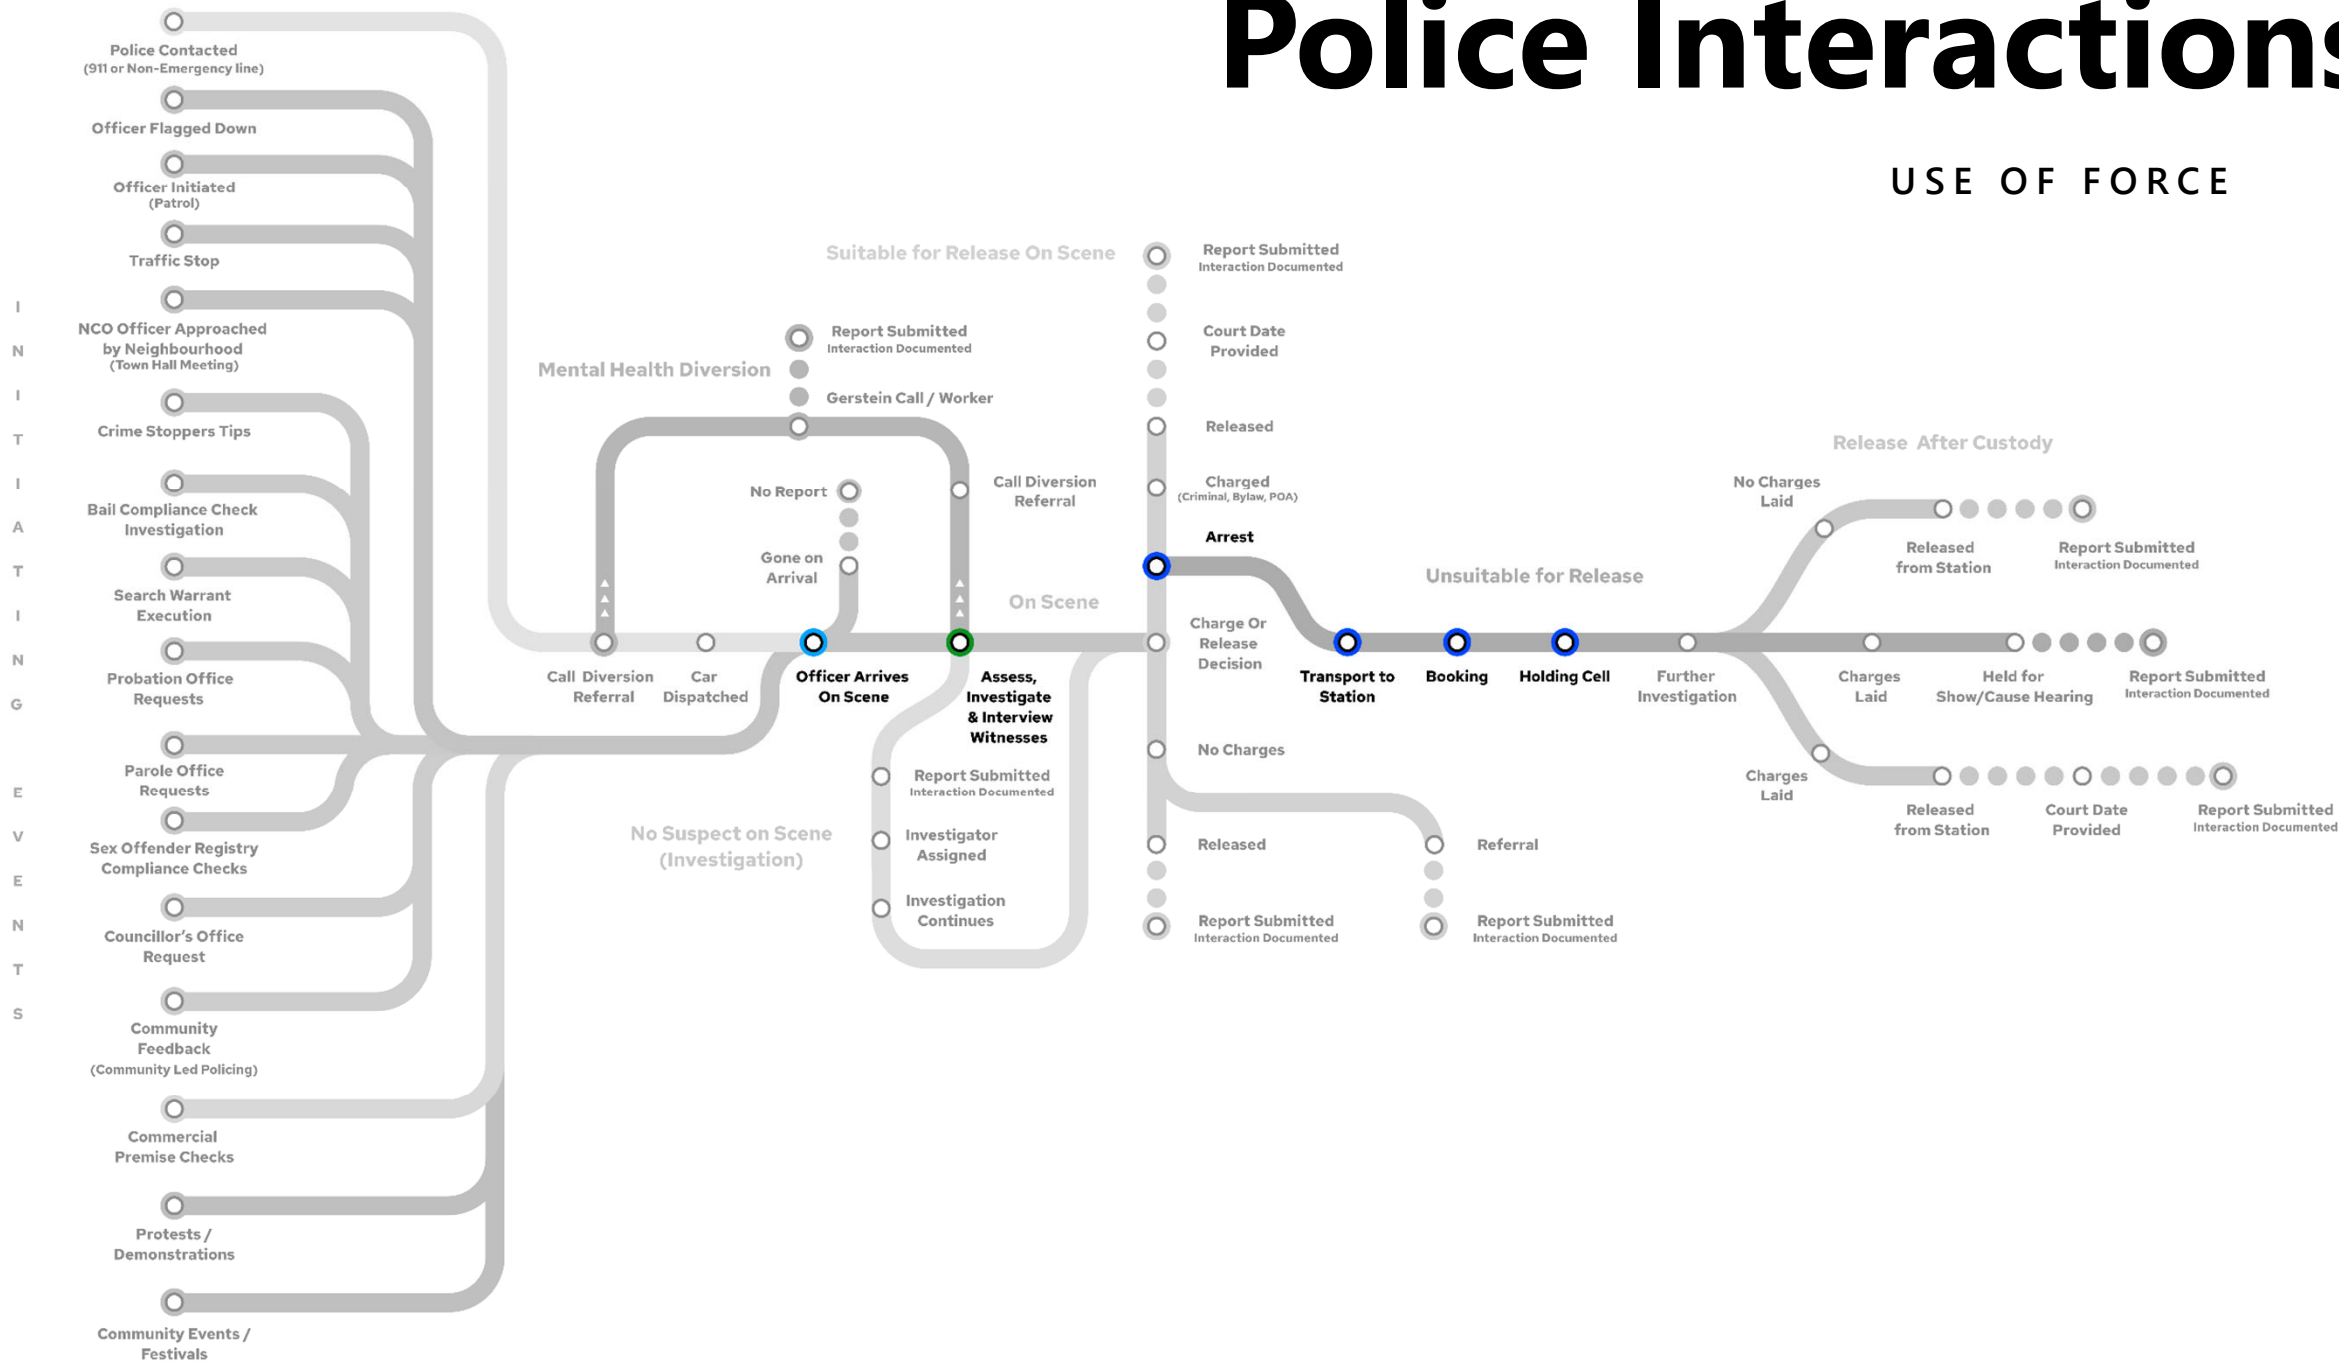 Police Interactions
USE OF FORCE
INITIATING EVENTS
Police Contacted
(911 or Non-Emergency line)
Officer Flagged Down
Officer Initiated
(Patrol)
Traffic Stop
NCO Officer Approached
by Neighbourhood
(Town Hall Meeting)
Crime Stoppers Tips
Bail Compliance Check
Investigation
Search Warrant
Execution
Probation Office
Requests
Parole Office
Requests
Sex Offender Registry
Compliance Checks
Councillor's Office
Request
Community
Feedback
(Community Led Policing)
Commercial
Premise Checks
Protests /
Demonstrations
Community Events /
Festivals
Mental Health Diversion
Report Submitted
Interaction Documented
Gerstein Call / Worker
No Report
Gone on
Arrival
Call Diversion
Referral
Call Diversion
Referral
Car
Dispatched
Officer Arrives
On Scene
Assess,
Investigate
& Interview
Witnesses
On Scene
No Suspect on Scene
(Investigation)
Report Submitted
Interaction Documented
Investigator
Assigned
Investigation
Continues
Suitable for Release On Scene
Report Submitted
Interaction Documented
Court Date
Provided
Released
Charged
(Criminal, Bylaw, POA)
Arrest
Charge Or
Release
Decision
No Charges
Released
Report Submitted
Interaction Documented
Referral
Report Submitted
Interaction Documented
Unsuitable for Release
Transport to
Station
Booking
Holding Cell
Further
Investigation
Release After Custody
No Charges
Laid
Released
from Station
Report Submitted
Interaction Documented
Charges
Laid
Held for
Show/Cause Hearing
Report Submitted
Interaction Documented
Charges
Laid
Released
from Station
Court Date
Provided
Report Submitted
Interaction Documented